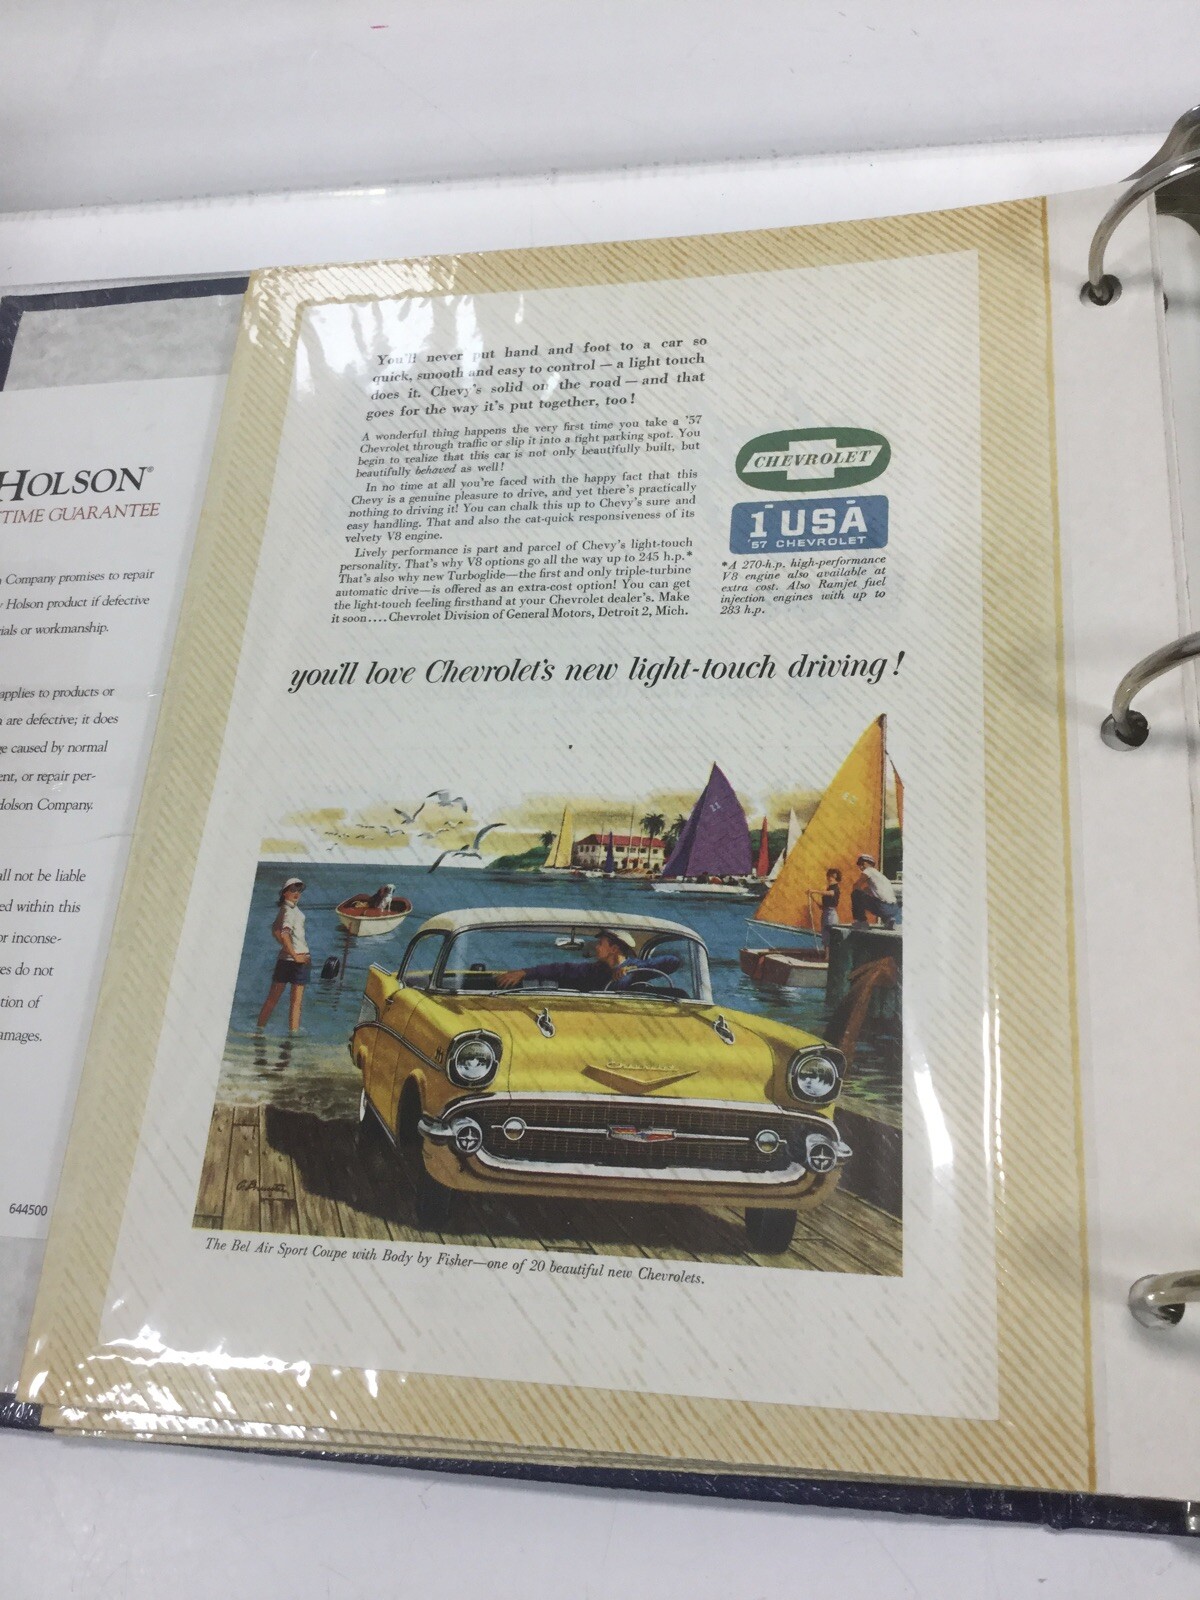 HOLSON®
TIME GUARANTEE
Company promises to repair
Holson product if defective
ials or workmanship.
applies to products or
are defective; it does
ge caused by normal
ent, or repair per-
Holson Company.
all not be liable
ed within this
or inconse-
es do not
tion of
amages.
644500
You'll never put hand and foot to a car so
quick, smooth and easy to control — a light touch
does it. Chevy's solid on the road — and that
goes for the way it's put together, too!
A wonderful thing happens the very first time you take a '57
Chevrolet through traffic or slip it into a tight parking spot. You
begin to realize that this car is not only beautifully built, but
beautifully behaved as well!
In no time at all you're faced with the happy fact that this
Chevy is a genuine pleasure to drive, and yet there's practically
nothing to driving it! You can chalk this up to Chevy's sure and
easy handling. That and also the cat-quick responsiveness of its
velvety V8 engine.
Lively performance is part and parcel of Chevy's light-touch
personality. That's why V8 options go all the way up to 245 h.p.*
That's also why new Turboglide—the first and only triple-turbine
automatic drive—is offered as an extra-cost option! You can get
the light-touch feeling firsthand at your Chevrolet dealer's. Make
it soon. . . . Chevrolet Division of General Motors, Detroit 2, Mich.
CHEVROLET
1 USA
'57 CHEVROLET
*A 270-h.p. high-performance
V8 engine also available at
extra cost. Also Ramjet fuel
injection engines with up to
283 h.p.
you'll love Chevrolet's new light-touch driving!
11
Chevrolet
The Bel Air Sport Coupe with Body by Fisher—one of 20 beautiful new Chevrolets.